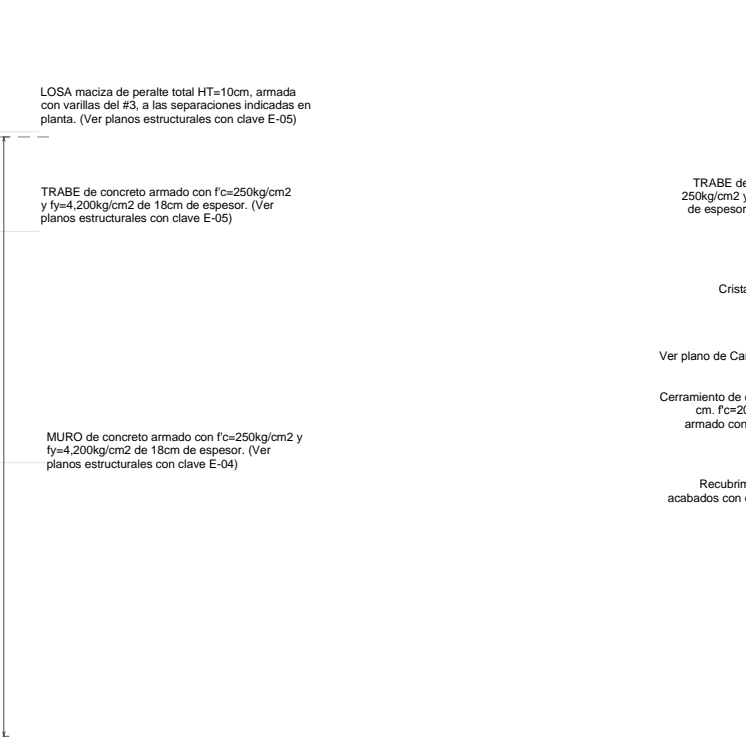 LOSA maciza de peralte total HT=10cm, armada
con varillas del #3, a las separaciones indicadas en
planta. (Ver planos estructurales con clave E-05)
TRABE de concreto armado con f'c=250kg/cm2
y fy=4,200kg/cm2 de 18cm de espesor. (Ver
planos estructurales con clave E-05)
MURO de concreto armado con f'c=250kg/cm2 y
fy=4,200kg/cm2 de 18cm de espesor. (Ver
planos estructurales con clave E-04)
TRABE de
250kg/cm2 y
de espesor
Crista
Ver plano de Ca
Cerramiento de
cm. f'c=20
armado con
Recubrim
acabados con